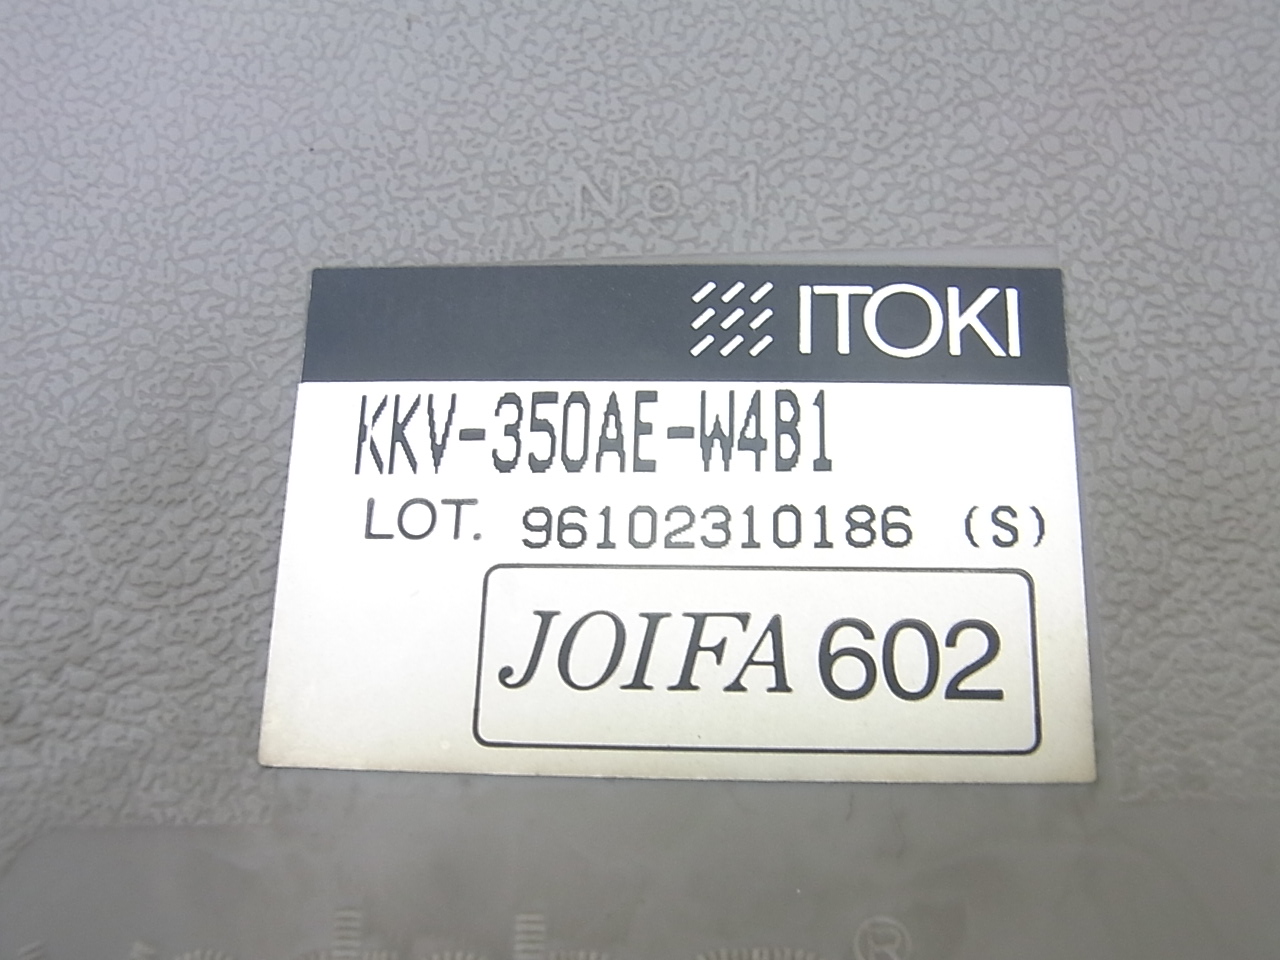 No 1
ITOKI
KKV-350AE-W4B1
LOT. 96102310186 (S)
JOIFA 602
®